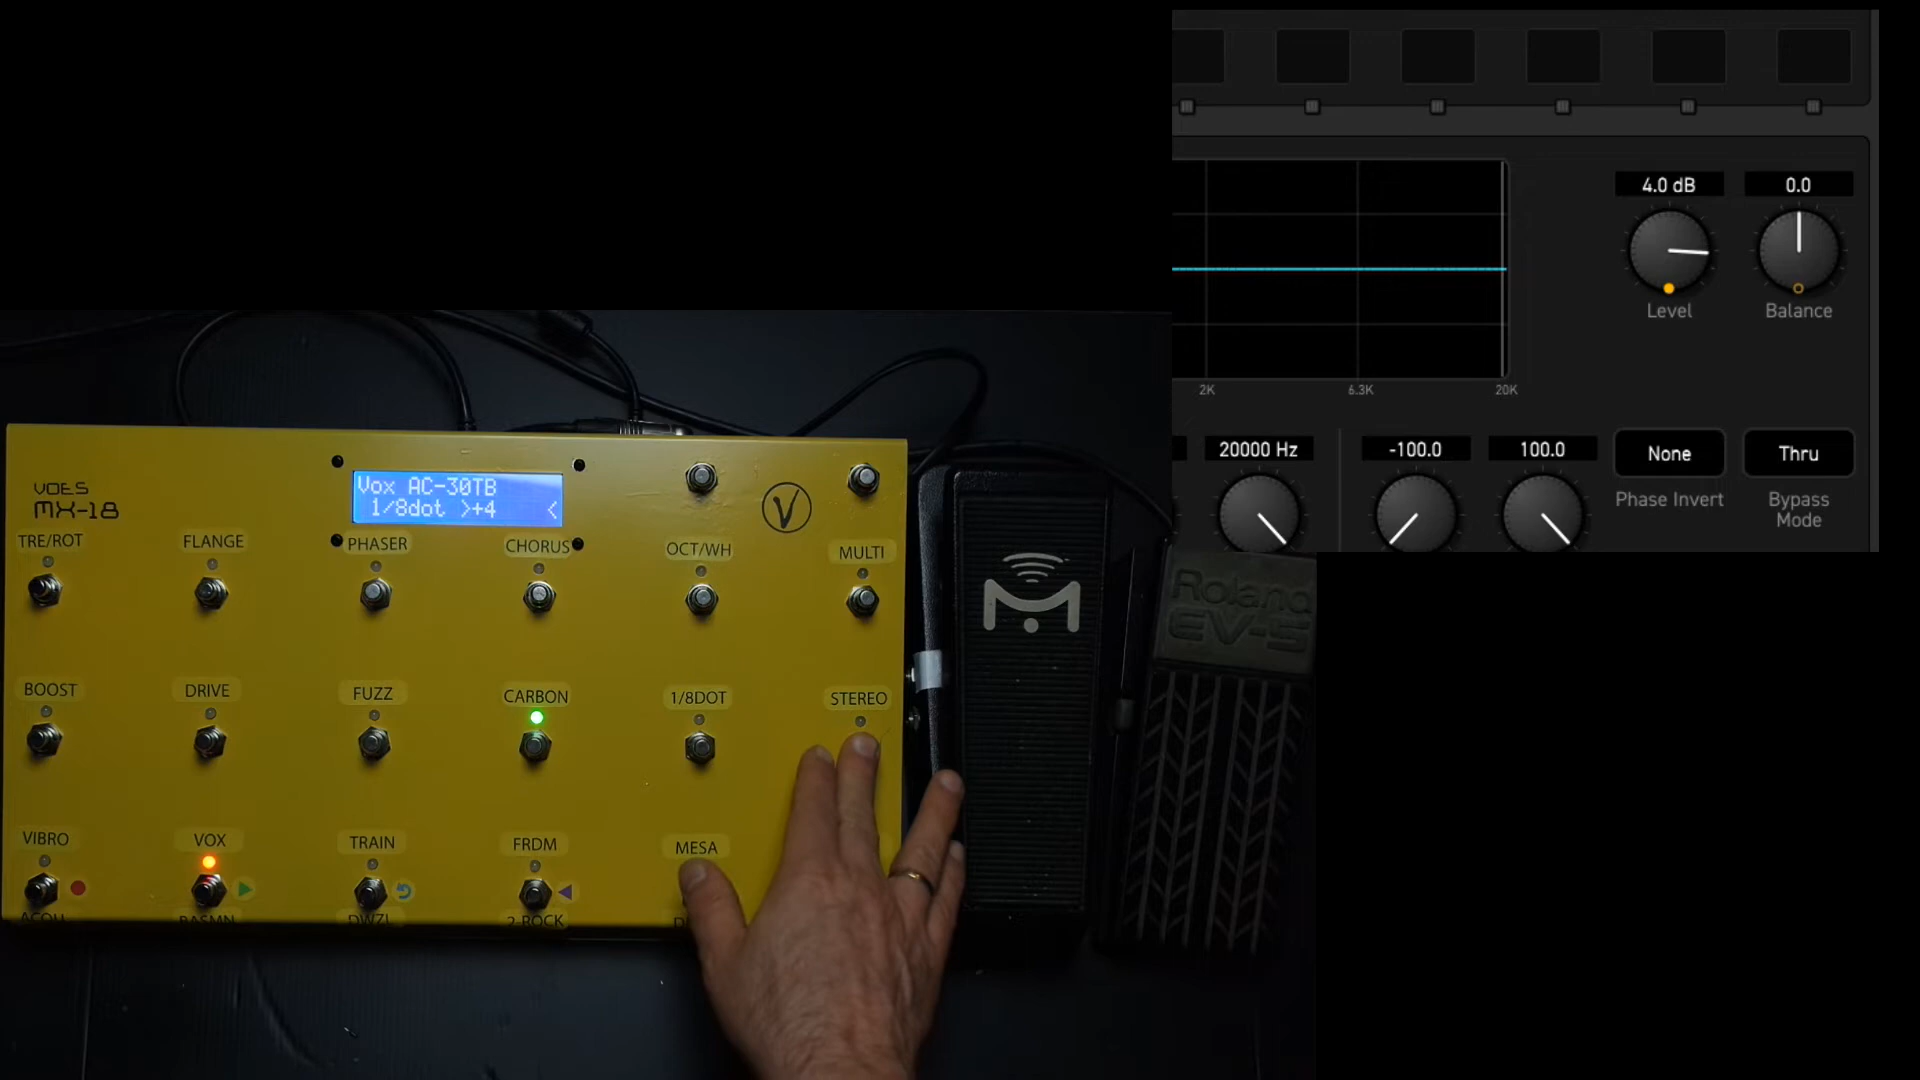 4.0 dB
0.0
Level
Balance
2K
6.3K
20K
20000 Hz
-100.0
100.0
None
Thru
Phase Invert
Bypass
Mode
VOES
MX-18
Vox AC-30TB
1/8dot >+4 <
V
TRE/ROT
FLANGE
PHASER
CHORUS
OCT/WH
MULTI
BOOST
DRIVE
FUZZ
CARBON
1/8DOT
STEREO
VIBRO
VOX
TRAIN
FRDM
MESA
ACOU
BASMN
DWZL
2-ROCK
Roland
EV-5